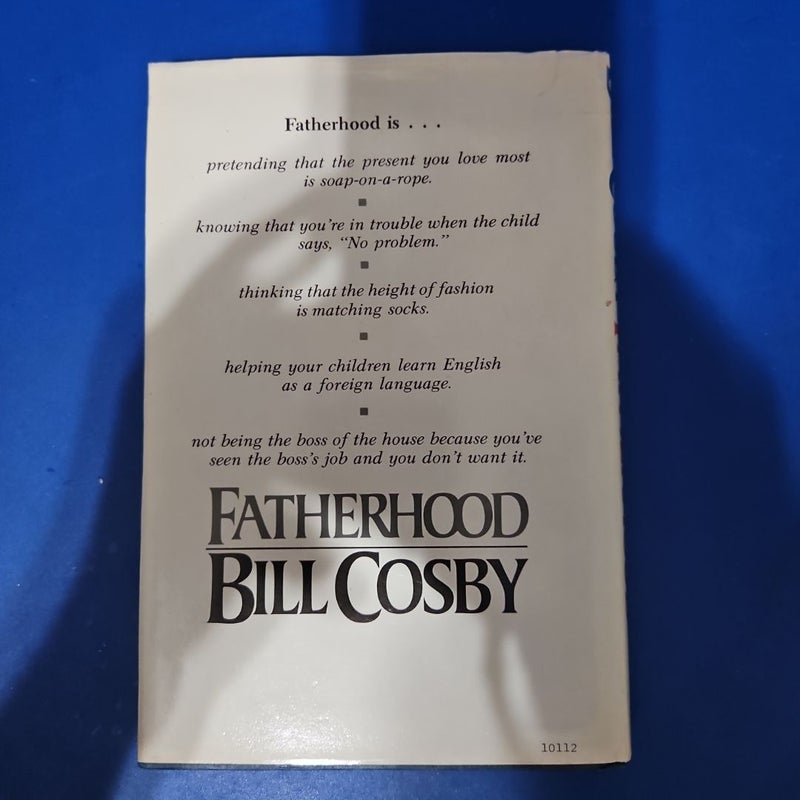 Fatherhood is . . .
pretending that the present you love most
is soap-on-a-rope.
knowing that you're in trouble when the child
says, "No problem."
thinking that the height of fashion
is matching socks.
helping your children learn English
as a foreign language.
not being the boss of the house because you've
seen the boss's job and you don't want it.
FATHERHOOD
BILL COSBY
10112